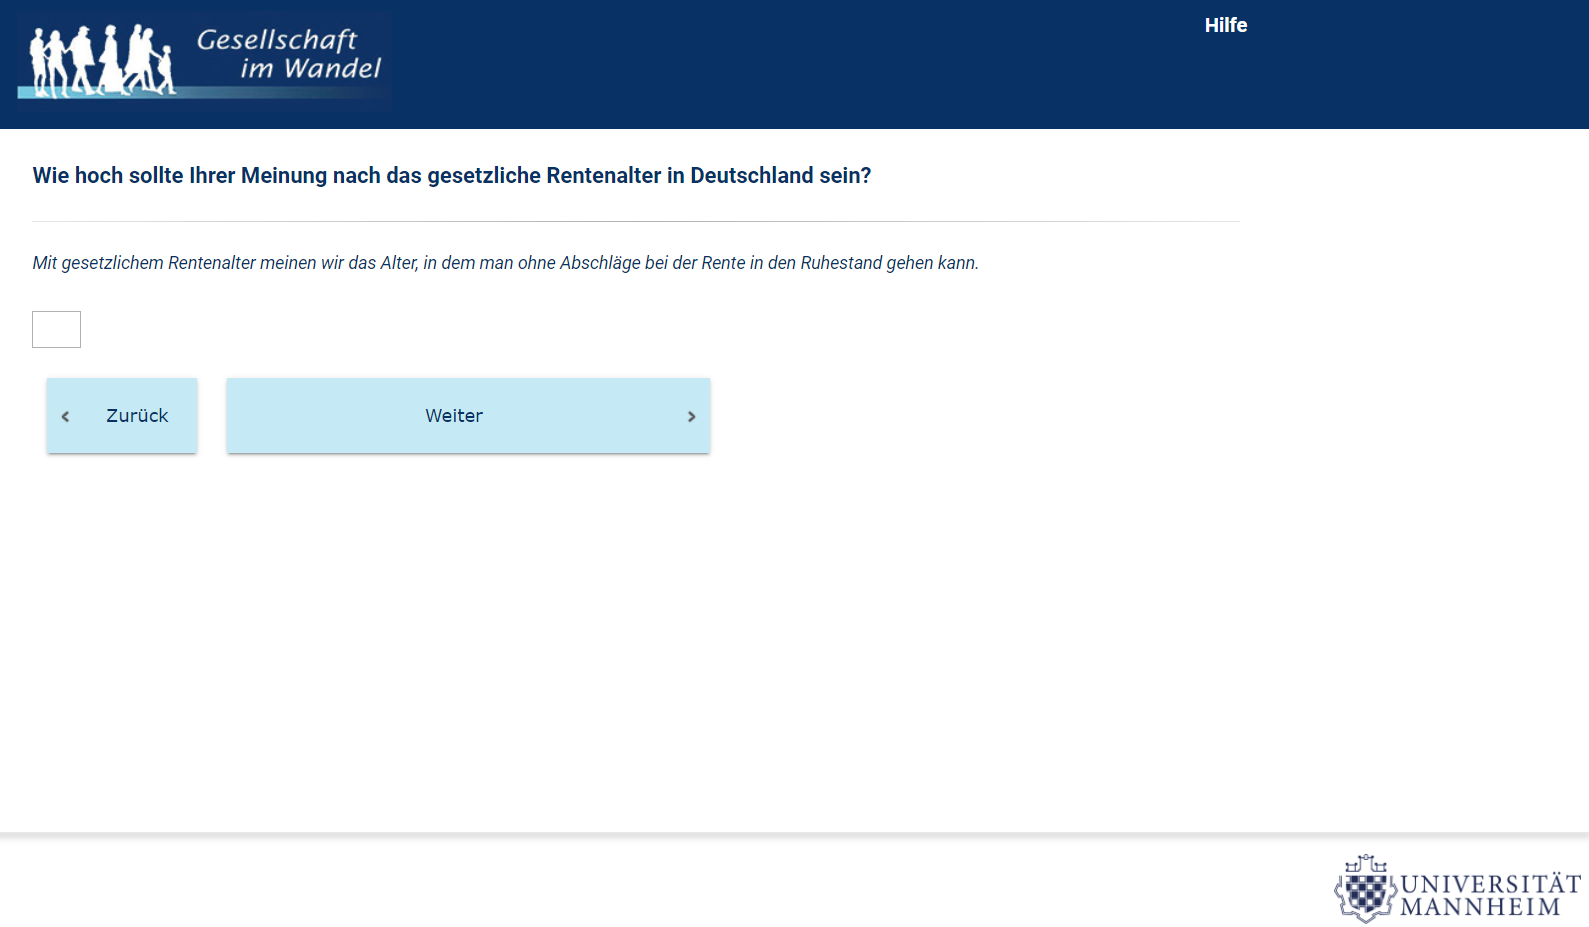 Gesellschaft
im Wandel
Hilfe
Wie hoch sollte Ihrer Meinung nach das gesetzliche Rentenalter in Deutschland sein?
Mit gesetzlichem Rentenalter meinen wir das Alter, in dem man ohne Abschläge bei der Rente in den Ruhestand gehen kann.
Zurück
Weiter
UNIVERSITÄT
MANNHEIM